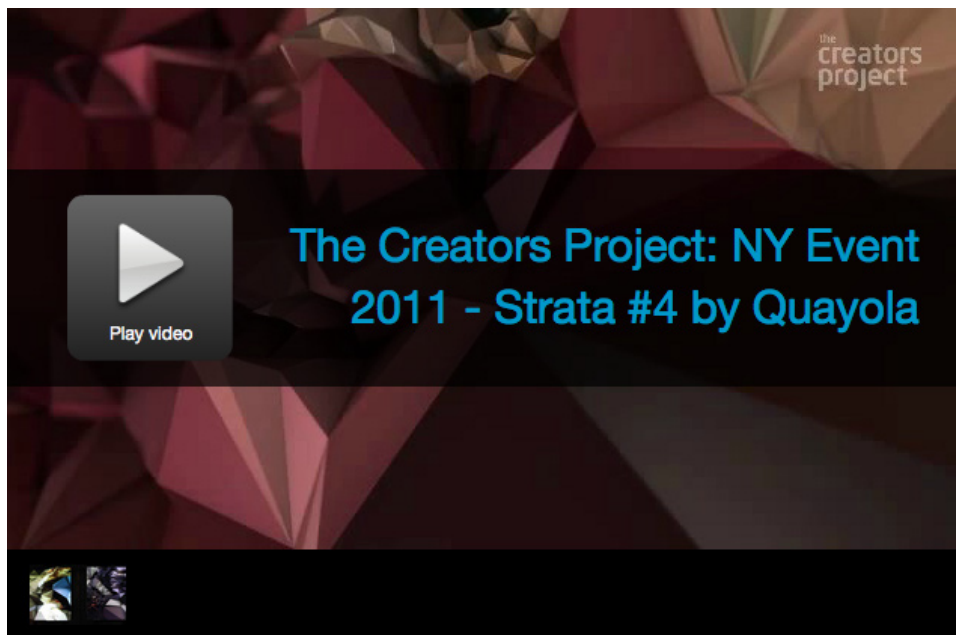 the
creators
project
The Creators Project: NY Event
2011 - Strata #4 by Quayola
Play video